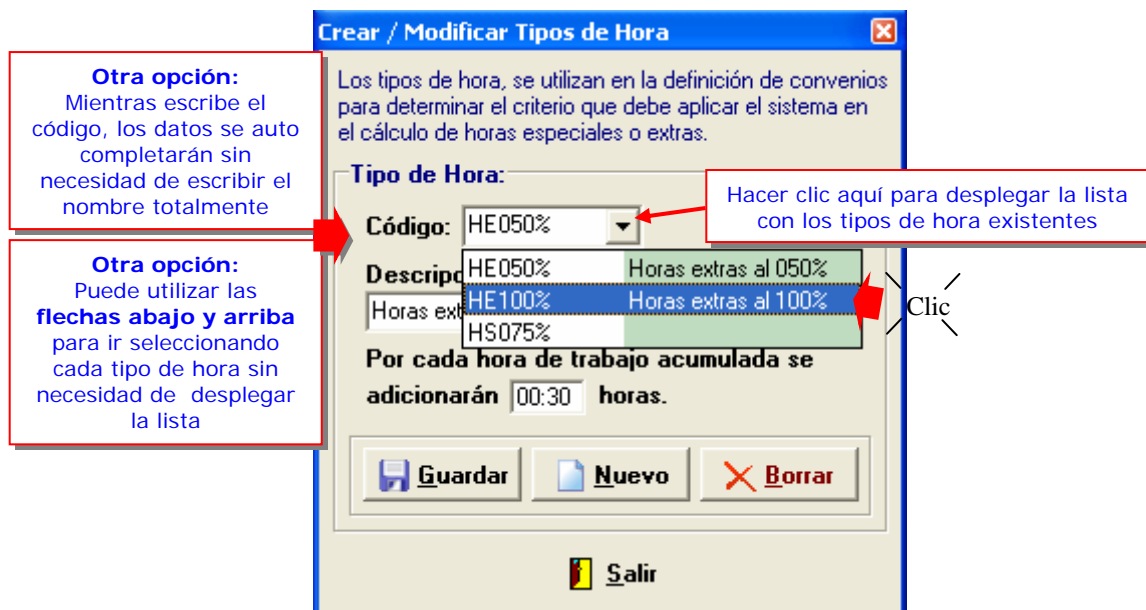 Crear / Modificar Tipos de Hora
Otra opción:
Mientras escribe el
código, los datos se auto
completarán sin
necesidad de escribir el
nombre totalmente
Otra opción:
Puede utilizar las
flechas abajo y arriba
para ir seleccionando
cada tipo de hora sin
necesidad de desplegar
la lista
Los tipos de hora, se utilizan en la definición de convenios
para determinar el criterio que debe aplicar el sistema en
el cálculo de horas especiales o extras.
Tipo de Hora:
Hacer clic aquí para desplegar la lista
con los tipos de hora existentes
Código: HE050%
Descripc
HE050% Horas extras al 050%
Horas ext
HE100% Horas extras al 100%
Clic
HS075%
Por cada hora de trabajo acumulada se
adicionarán 00:30 horas.
Guardar Nuevo Borrar
Salir